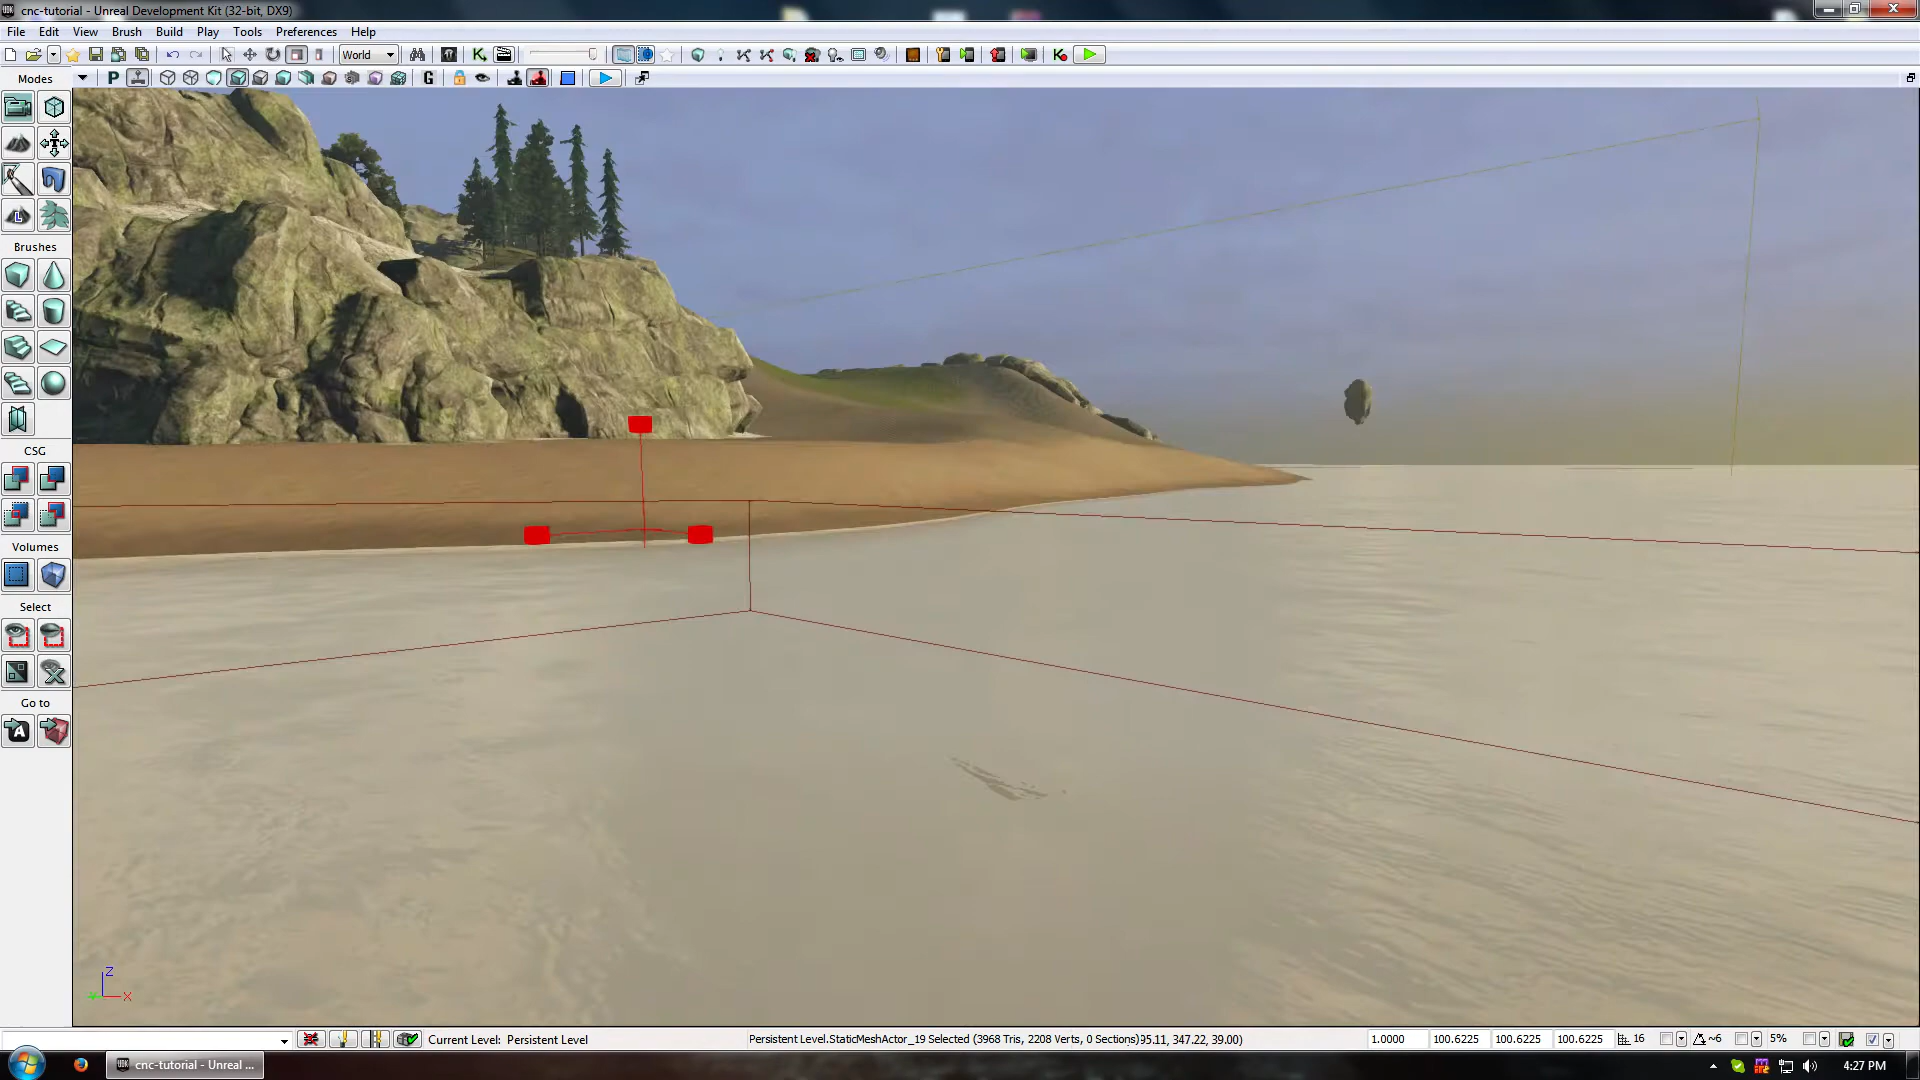 cnc-tutorial - Unreal Development Kit (32-bit, DX9)
File Edit View Brush Build Play Tools Preferences Help
World
Modes
P
G
L
Brushes
CSG
Volumes
Select
Go to
A
Z
X
Current Level: Persistent Level
Persistent Level.StaticMeshActor_19 Selected (3968 Tris, 2208 Verts, 0 Sections)95.11, 347.22, 39.00)
1.0000
100.6225
100.6225
100.6225
16
~6
5%
cnc-tutorial - Unreal ...
4:27 PM